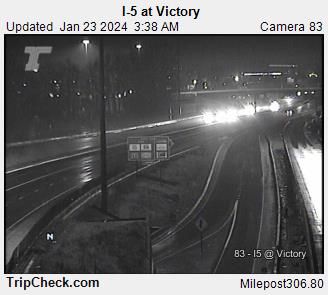 I-5 at Victory
Updated Jan 23 2024 3:38 AM Camera 83
N
83 - I5 @ Victory
TripCheck.com Milepost306.80